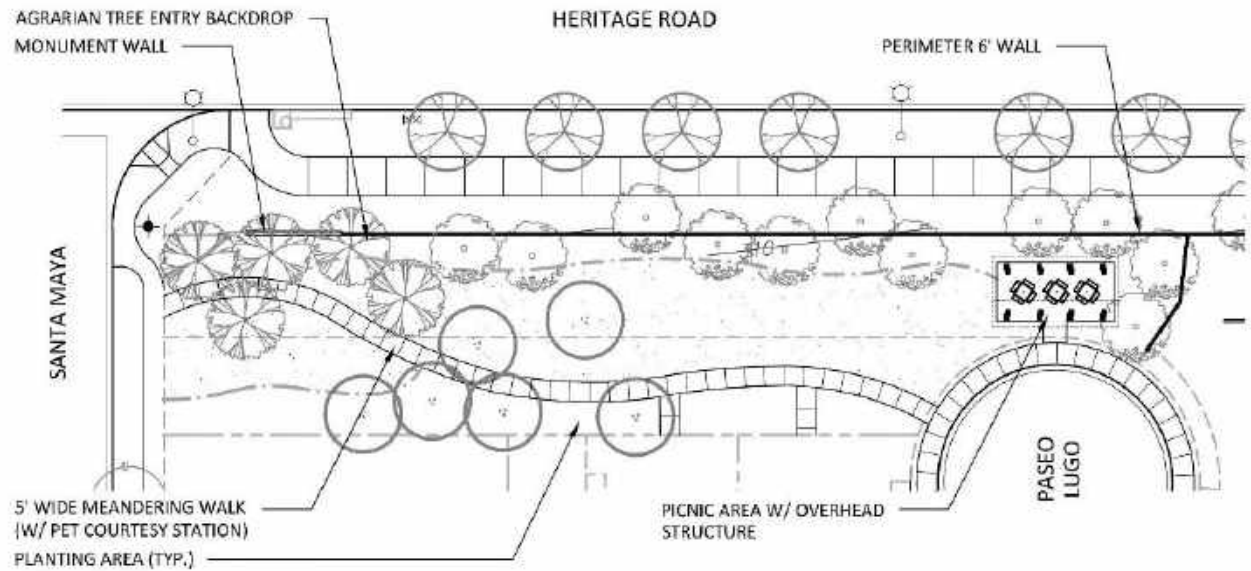 AGRARIAN TREE ENTRY BACKDROP
MONUMENT WALL
HERITAGE ROAD
PERIMETER 6' WALL
SANTA MAYA
5' WIDE MEANDERING WALK
(W/ PET COURTESY STATION)
PLANTING AREA (TYP.)
PICNIC AREA W/ OVERHEAD
STRUCTURE
PASEO
LUGO